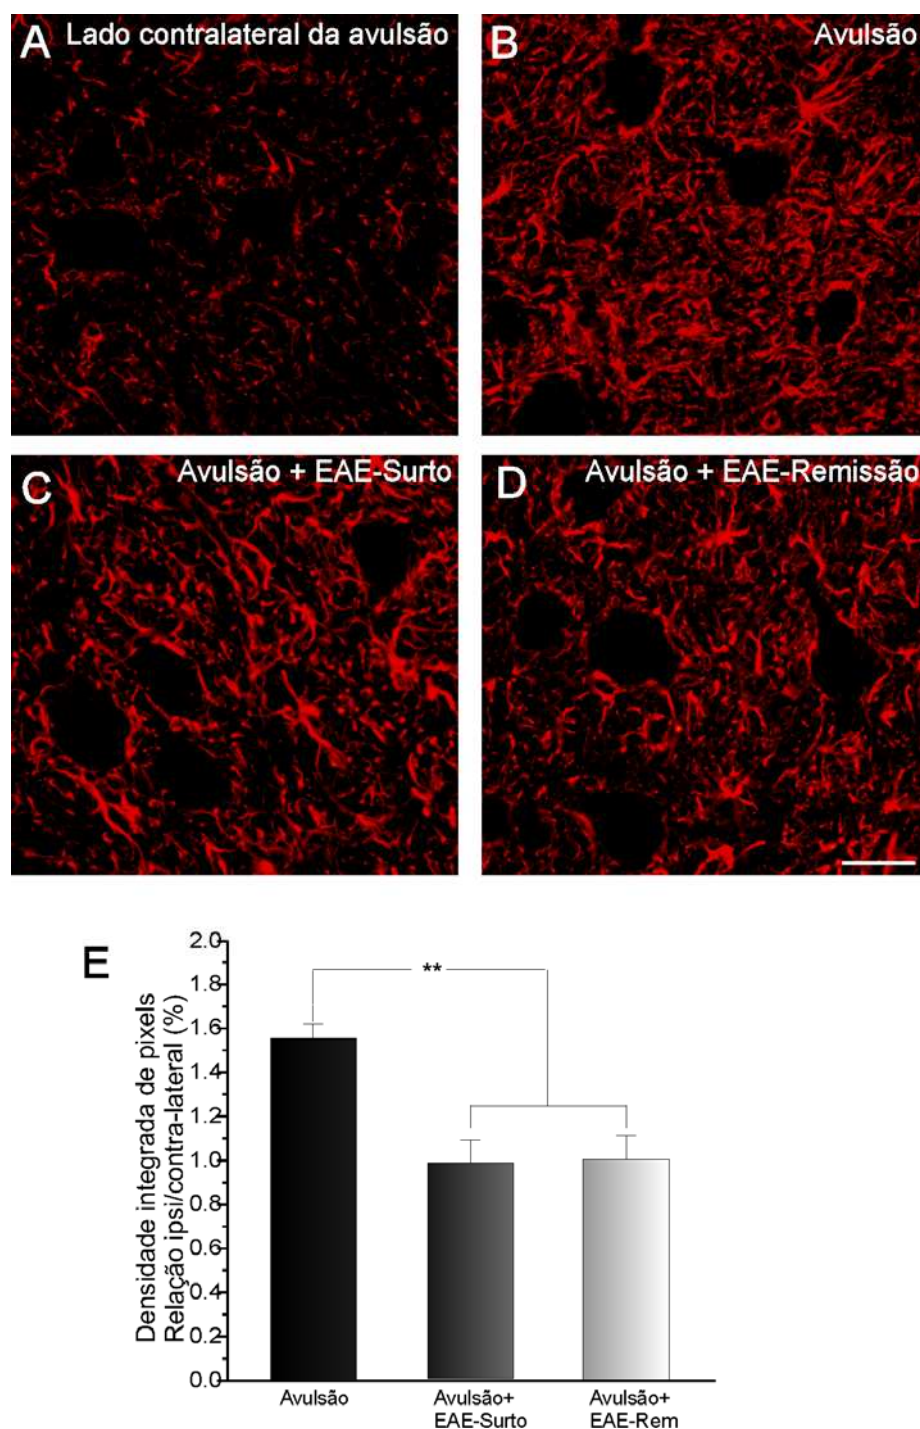 A Lado contralateral da avulsão
B Avulsão
C Avulsão + EAE-Surto
D Avulsão + EAE-Remissão
E
Densidade integrada de pixels
Relação ipsi/contra-lateral (%)
2.0
1.8
1.6
1.4
1.2
1.0
0.8
0.6
0.4
0.2
0.0
**
Avulsão
Avulsão+
EAE-Surto
Avulsão+
EAE-Rem